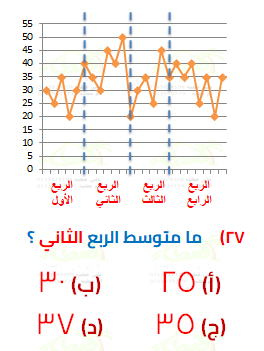 55
50
45
40
35
30
25
20
15
10
5
0
الربع الأول
الربع الثاني
الربع الثالث
الربع الرابع
٢٧) ما متوسط الربع الثاني ؟
(أ) ٢٥ (ب) ٣٠
(ج) ٣٥ (د) ٣٧